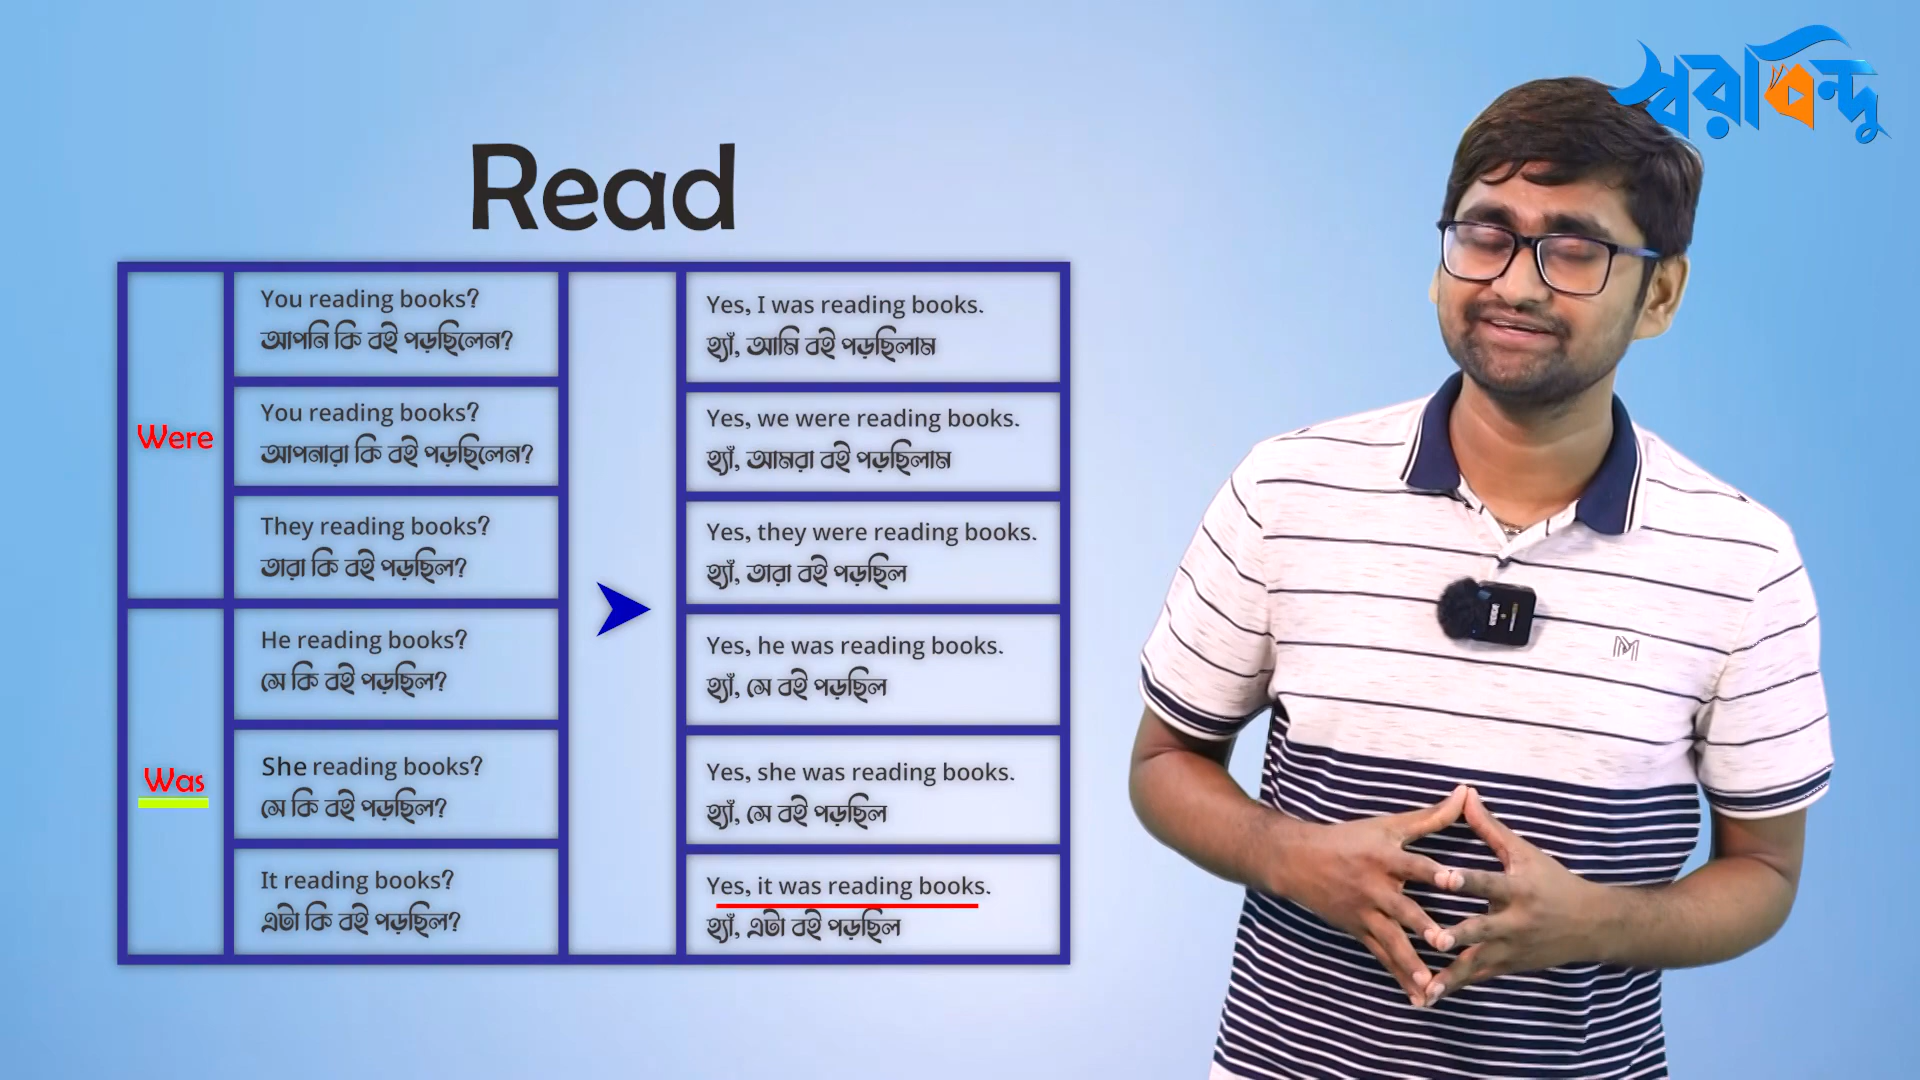 স্বরবিন্দু
Read
Were
You reading books?
আপনি কি বই পড়ছিলেন?
Yes, I was reading books.
হ্যাঁ, আমি বই পড়ছিলাম
You reading books?
আপনারা কি বই পড়ছিলেন?
Yes, we were reading books.
হ্যাঁ, আমরা বই পড়ছিলাম
They reading books?
তারা কি বই পড়ছিল?
Yes, they were reading books.
হ্যাঁ, তারা বই পড়ছিল
Was
He reading books?
সে কি বই পড়ছিল?
Yes, he was reading books.
হ্যাঁ, সে বই পড়ছিল
She reading books?
সে কি বই পড়ছিল?
Yes, she was reading books.
হ্যাঁ, সে বই পড়ছিল
It reading books?
এটা কি বই পড়ছিল?
Yes, it was reading books.
হ্যাঁ, এটা বই পড়ছিল